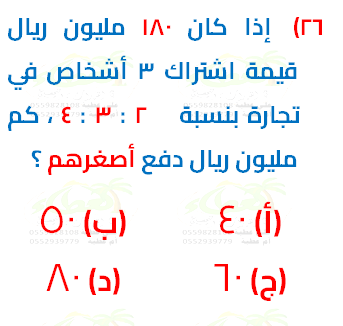 ٢٦) إذا كان ١٨٠ مليون ريال
قيمة اشتراك ٣ أشخاص في
تجارة بنسبة ٢ : ٣ : ٤ ، كم
مليون ريال دفع أصغرهم ؟
(أ) ٤٠ (ب) ٥٠
(ج) ٦٠ (د) ٨٠